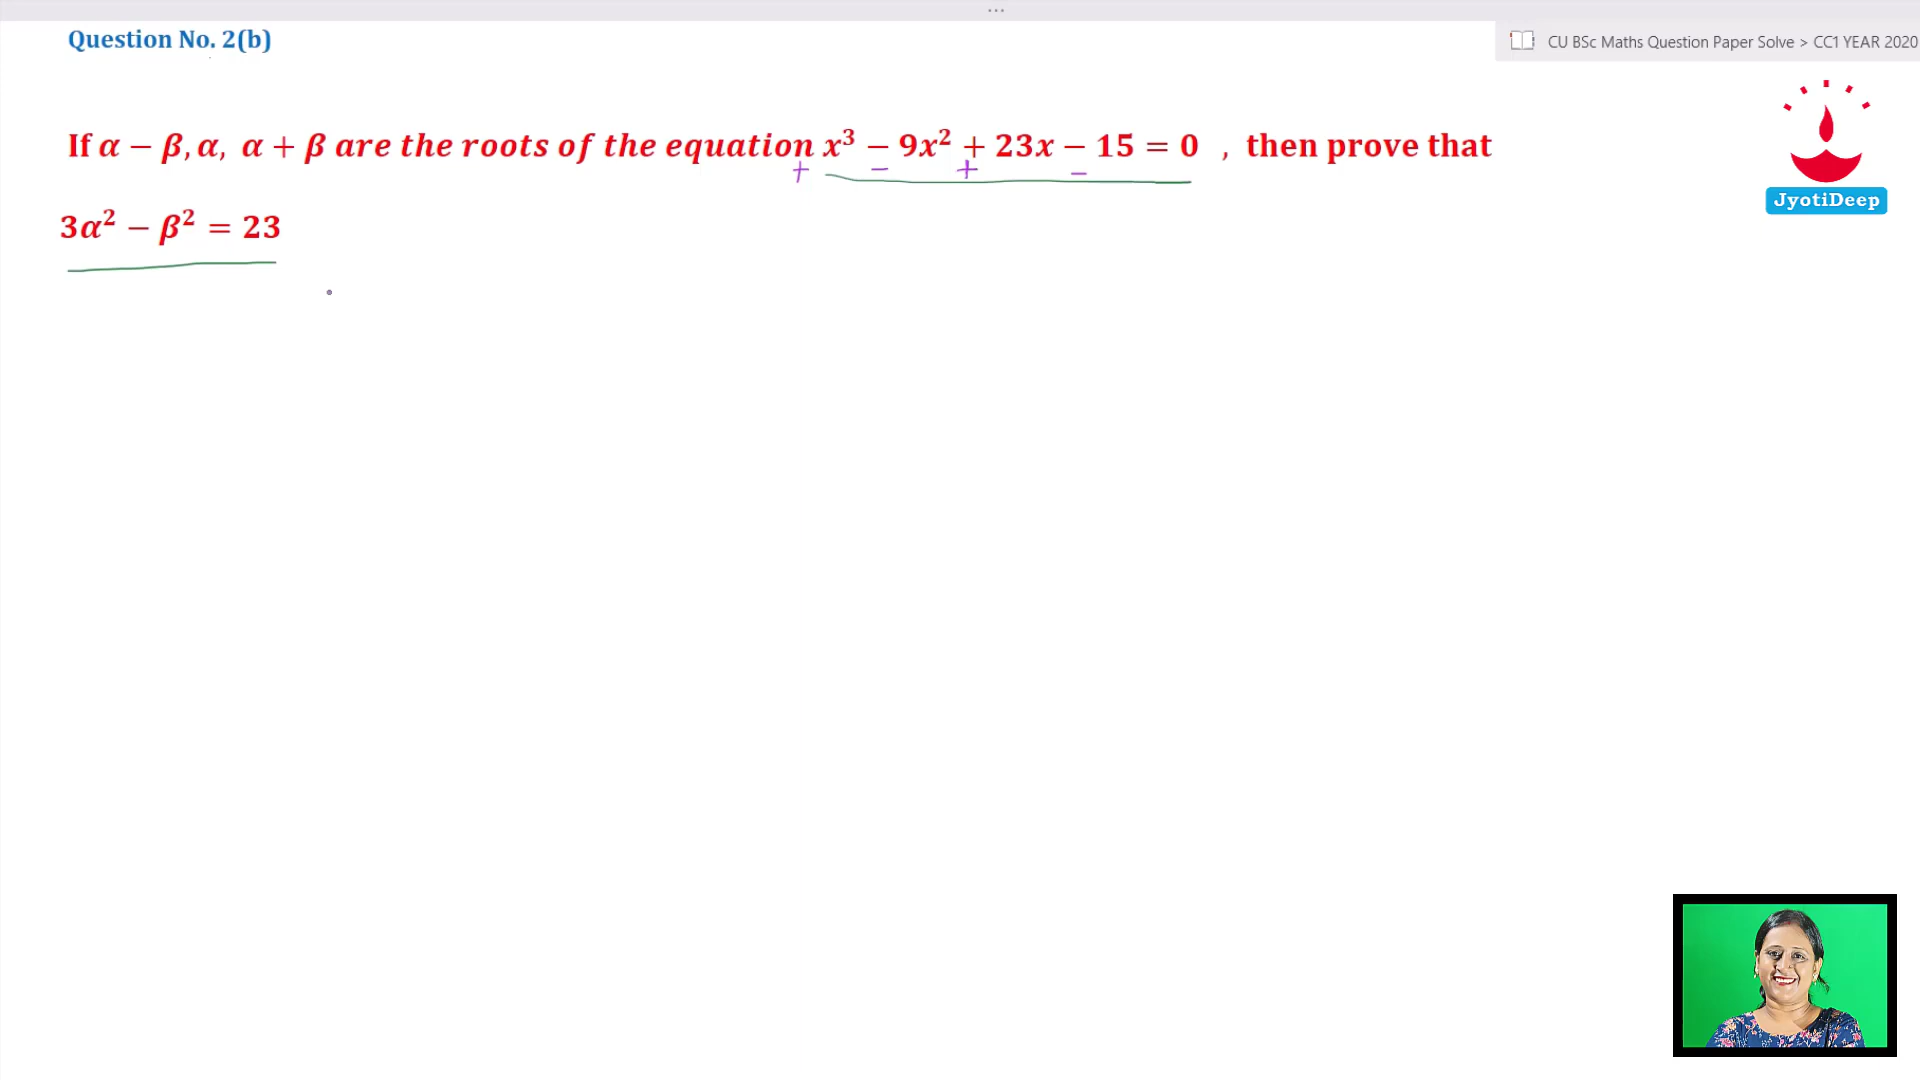 ...
Question No. 2(b)
CU BSc Maths Question Paper Solve > CC1 YEAR 2020
If α − β, α, α + β are the roots of the equation x³ − 9x² + 23x − 15 = 0 , then prove that
+ − + −
3α² − β² = 23
JyotiDeep